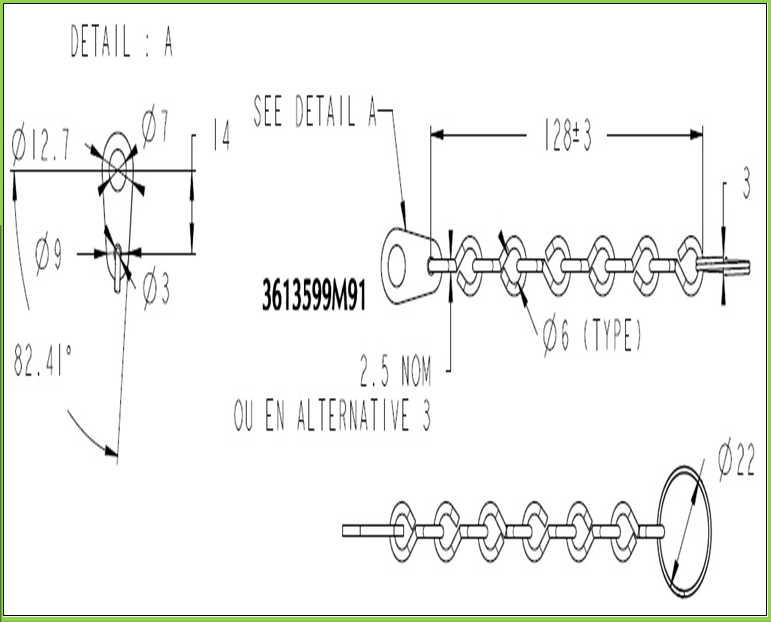 DETAIL : A
Ø12.7
Ø7
14
Ø9
Ø3
82.41°
SEE DETAIL A
128±3
3
3613599M91
Ø6 (TYPE)
2.5 NOM
OU EN ALTERNATIVE 3
Ø22